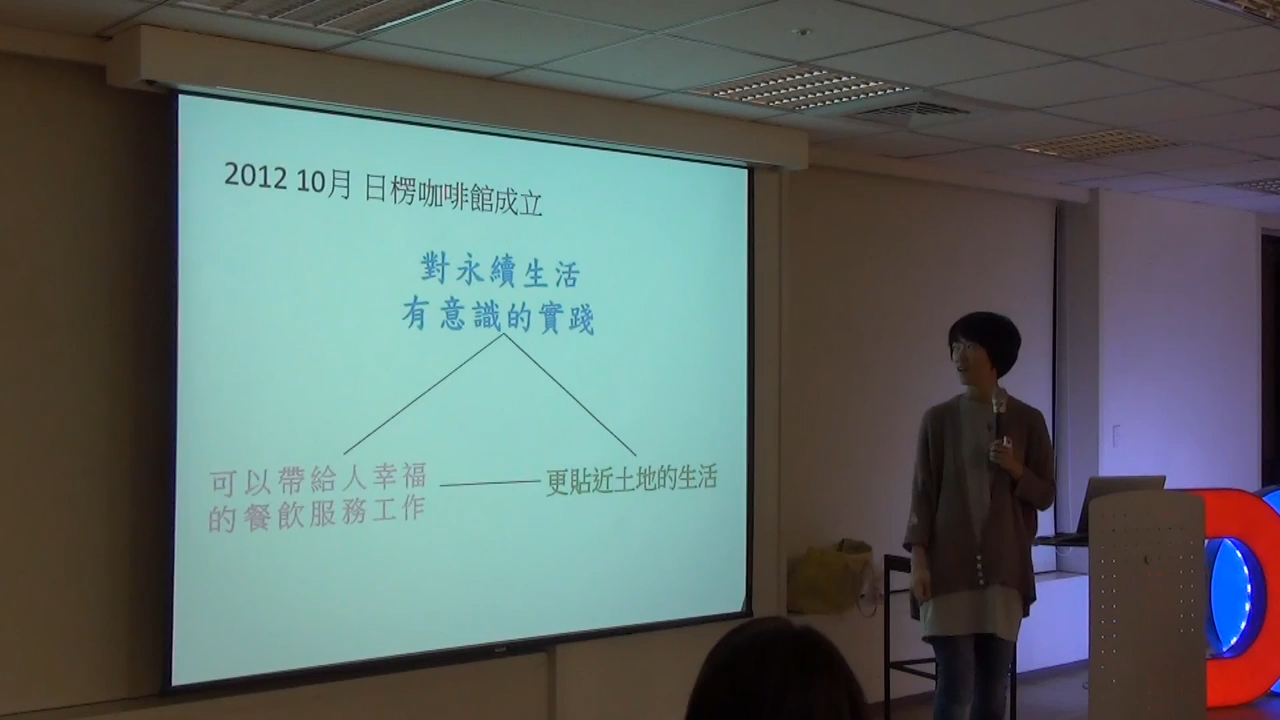 2012 10月 日楞咖啡館成立
對永續生活
有意識的實踐
可以帶給人幸福
的餐飲服務工作
更貼近土地的生活